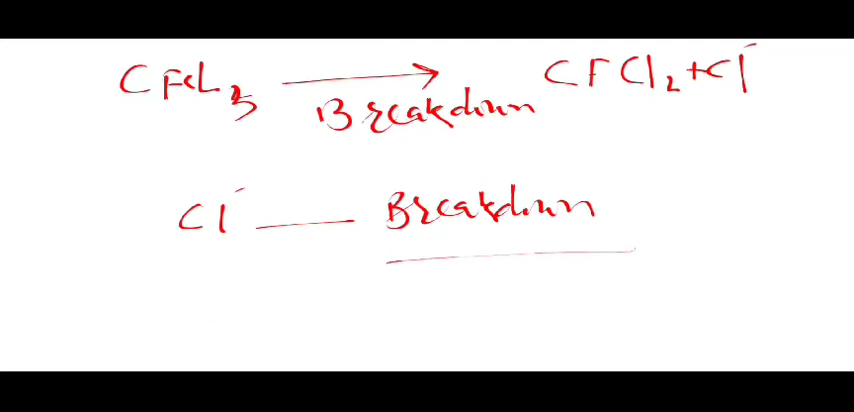 CFCl3 → CFCl2 + Cl-
Breakdown
Cl- — Breakdown